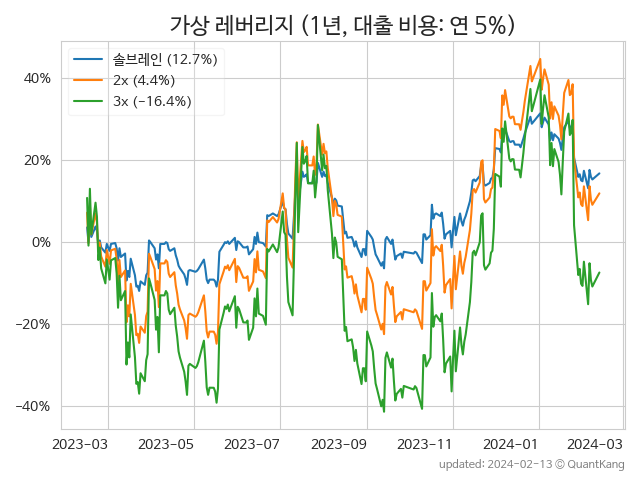 가상 레버리지 (1년, 대출 비용: 연 5%)
솔브레인 (12.7%)
2x (4.4%)
3x (−16.4%)
40%
20%
0%
−20%
−40%
2023-03 2023-05 2023-07 2023-09 2023-11 2024-01 2024-03
updated: 2024-02-13 © QuantKang